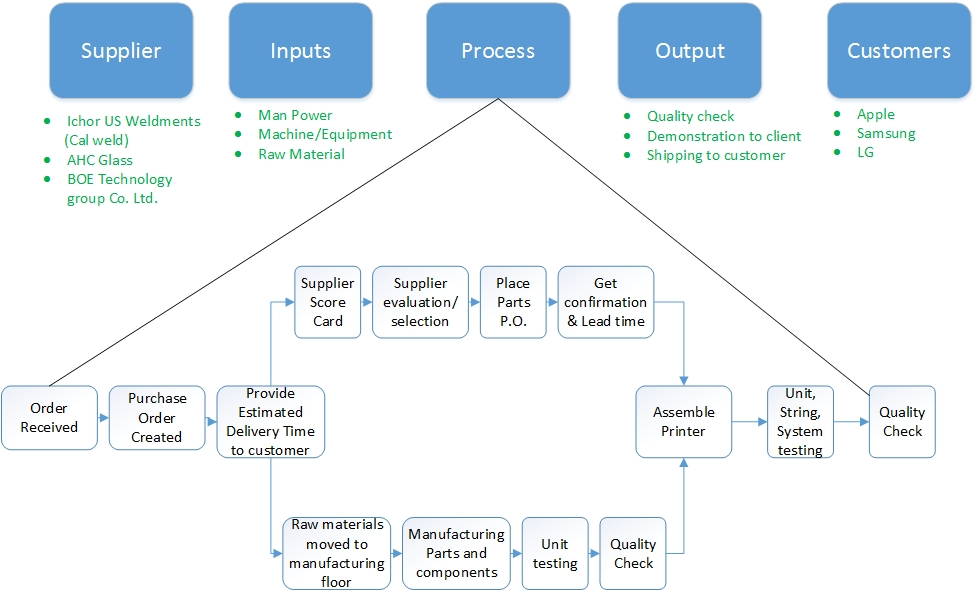 Supplier
Inputs
Process
Output
Customers
Ichor US Weldments
(Cal weld)
AHC Glass
BOE Technology
group Co. Ltd.
Man Power
Machine/Equipment
Raw Material
Quality check
Demonstration to client
Shipping to customer
Apple
Samsung
LG
Supplier
Score
Card
Supplier
evaluation/
selection
Place
Parts
P.O.
Get
confirmation
& Lead time
Order
Received
Purchase
Order
Created
Provide
Estimated
Delivery Time
to customer
Assemble
Printer
Unit,
String,
System
testing
Quality
Check
Raw materials
moved to
manufacturing
floor
Manufacturing
Parts and
components
Unit
testing
Quality
Check